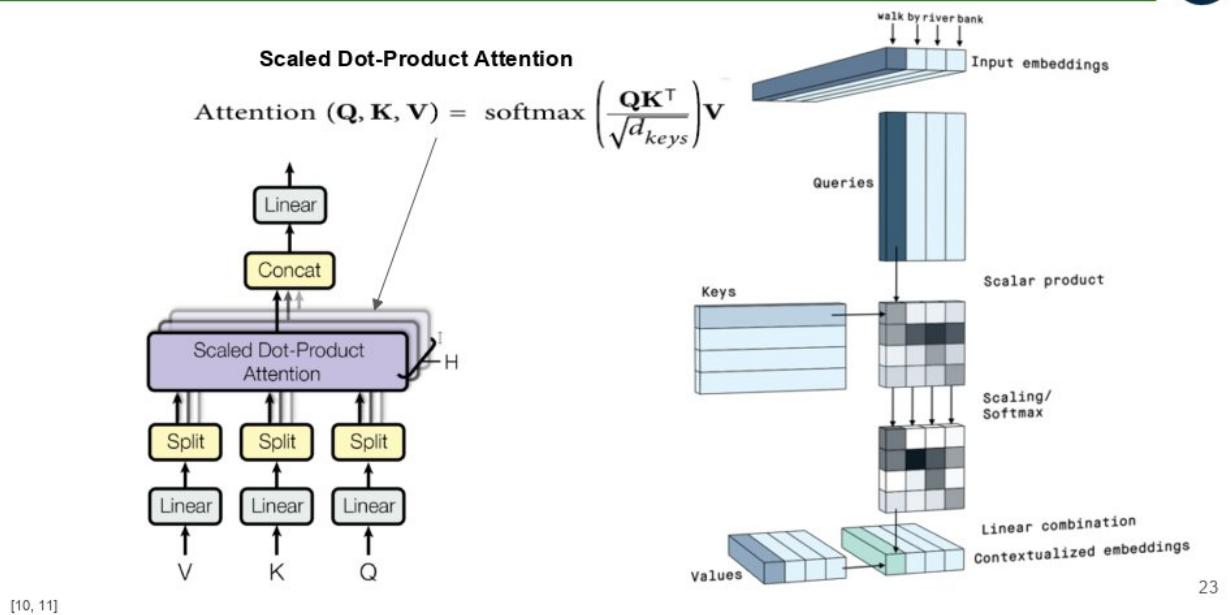 Scaled Dot-Product Attention
Attention (Q, K, V) = softmax (QKᵀ / √d_keys) V
Linear
Concat
Scaled Dot-Product
Attention
H
Split Split Split
Linear Linear Linear
V K Q
walk by river bank
Input embeddings
Queries
Scalar product
Keys
Scaling/
Softmax
Linear combination
Values
Contextualized embeddings
23
[10, 11]